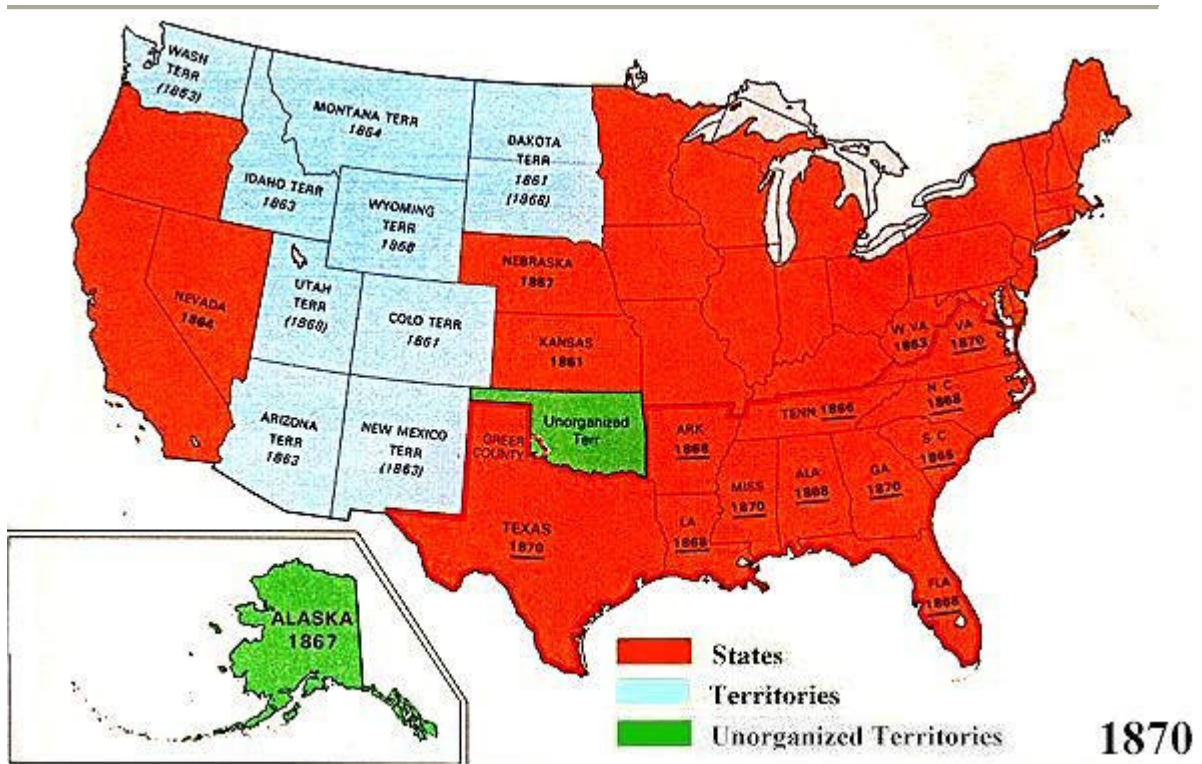 WASH
TERR
(1863)
MONTANA TERR
1864
DAKOTA
TERR
1861
(1868)
IDAHO TERR
1863
WYOMING
TERR
1868
NEBRASKA
1867
NEVADA
1864
UTAH
TERR
(1868)
COLO TERR
1861
KANSAS
1861
W VA
1863
VA
1870
N C
1868
TENN 1866
ARIZONA
TERR
1863
NEW MEXICO
TERR
(1863)
GREER
COUNTY
Unorganized
Terr
ARK
1868
S C
1868
MISS
1870
ALA
1868
GA
1870
TEXAS
1870
LA
1868
FLA
1868
ALASKA
1867
States
Territories
Unorganized Territories
1870